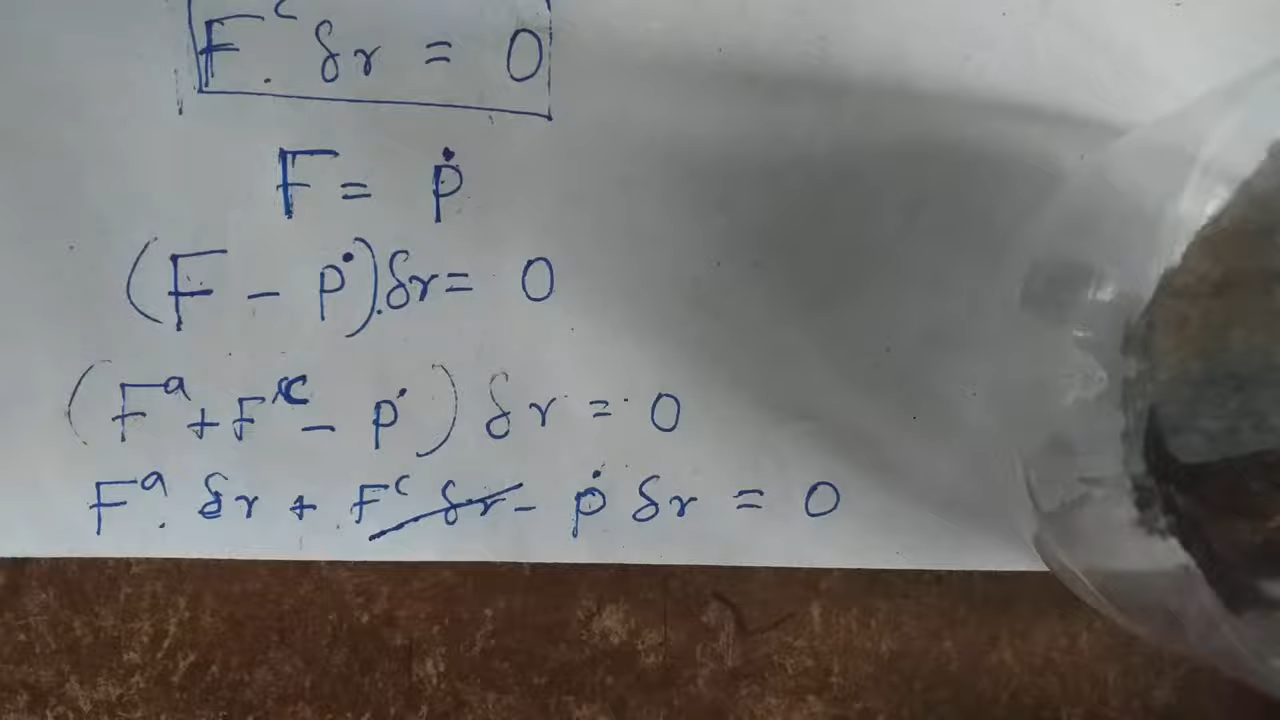 F^c . δr = 0
F = ṗ
(F - ṗ).δr = 0
(F^a + F^c - ṗ) δr = 0
F^a . δr + F^c δr - ṗ δr = 0